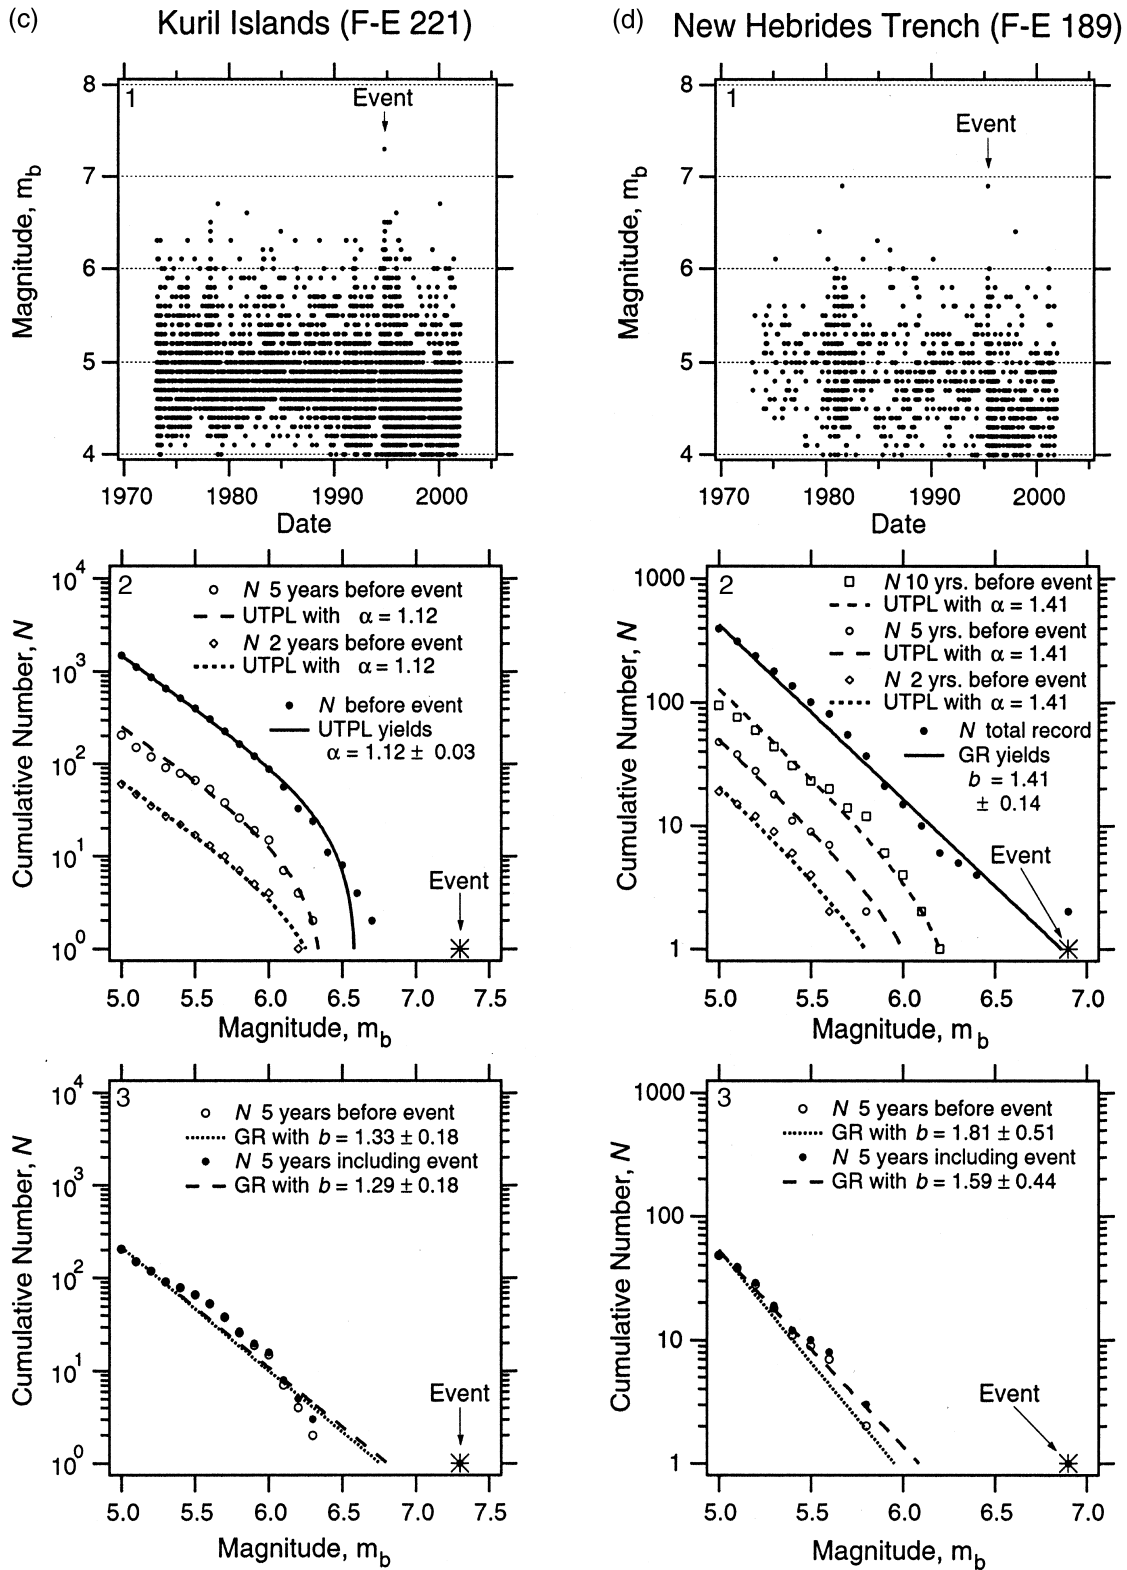 (c) Kuril Islands (F-E 221)
8
7
6
5
4
Magnitude, mb
1
Event
1970 1980 1990 2000
Date
10^4
10^3
10^2
10^1
10^0
Cumulative Number, N
2
N 5 years before event
UTPL with α = 1.12
N 2 years before event
UTPL with α = 1.12
N before event
UTPL yields
α = 1.12 ± 0.03
Event
5.0 5.5 6.0 6.5 7.0 7.5
Magnitude, mb
10^4
10^3
10^2
10^1
10^0
Cumulative Number, N
3
N 5 years before event
GR with b = 1.33 ± 0.18
N 5 years including event
GR with b = 1.29 ± 0.18
Event
5.0 5.5 6.0 6.5 7.0 7.5
Magnitude, mb
(d) New Hebrides Trench (F-E 189)
8
7
6
5
4
Magnitude, mb
1
Event
1970 1980 1990 2000
Date
1000
100
10
1
Cumulative Number, N
2
N 10 yrs. before event
UTPL with α = 1.41
N 5 yrs. before event
UTPL with α = 1.41
N 2 yrs. before event
UTPL with α = 1.41
N total record
GR yields
b = 1.41
± 0.14
Event
5.0 5.5 6.0 6.5 7.0
Magnitude, mb
1000
100
10
1
Cumulative Number, N
3
N 5 years before event
GR with b = 1.81 ± 0.51
N 5 years including event
GR with b = 1.59 ± 0.44
Event
5.0 5.5 6.0 6.5 7.0
Magnitude, mb